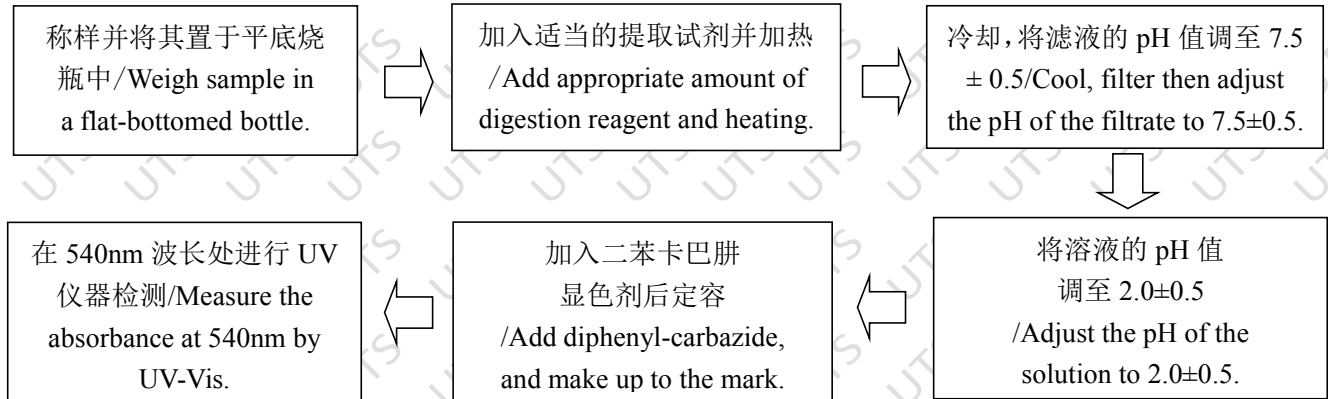 称样并将其置于平底烧
瓶中/Weigh sample in
a flat-bottomed bottle.
加入适当的提取试剂并加热
/Add appropriate amount of
digestion reagent and heating.
冷却，将滤液的 pH 值调至 7.5
± 0.5/Cool, filter then adjust
the pH of the filtrate to 7.5±0.5.
将溶液的 pH 值
调至 2.0±0.5
/Adjust the pH of the
solution to 2.0±0.5.
加入二苯卡巴肼
显色剂后定容
/Add diphenyl-carbazide,
and make up to the mark.
在 540nm 波长处进行 UV
仪器检测/Measure the
absorbance at 540nm by
UV-Vis.